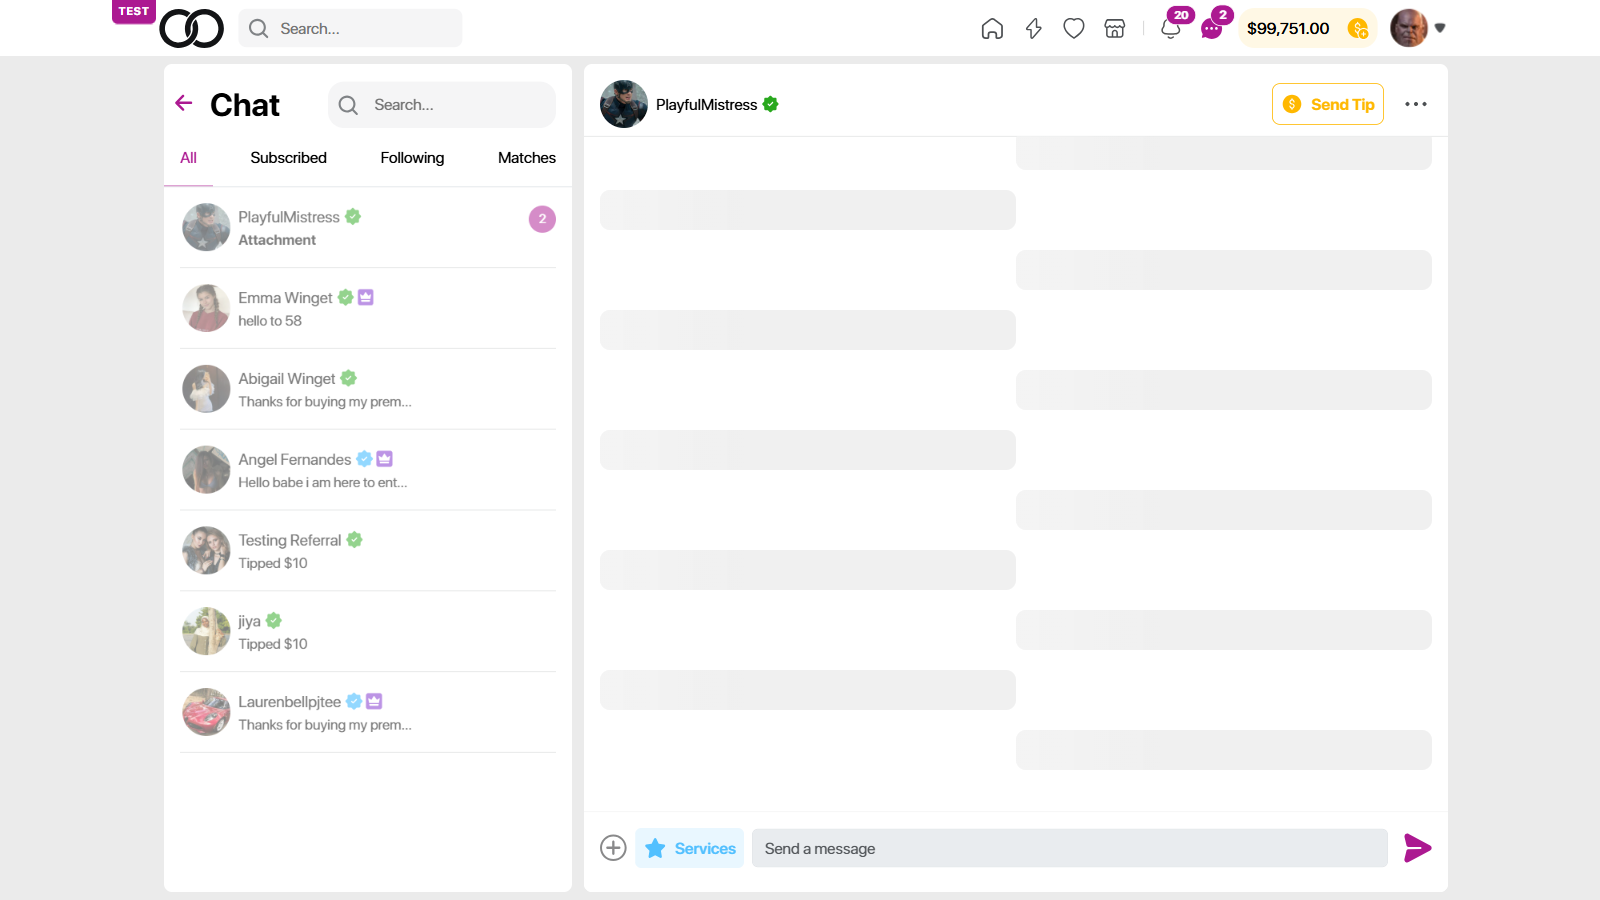 TEST
Search...
20
2
$99,751.00
Chat
Search...
All
Subscribed
Following
Matches
PlayfulMistress
Attachment
2
Emma Winget
hello to 58
Abigail Winget
Thanks for buying my prem...
Angel Fernandes
Hello babe i am here to ent...
Testing Referral
Tipped $10
jiya
Tipped $10
Laurenbellpjtee
Thanks for buying my prem...
PlayfulMistress
Send Tip
Services
Send a message